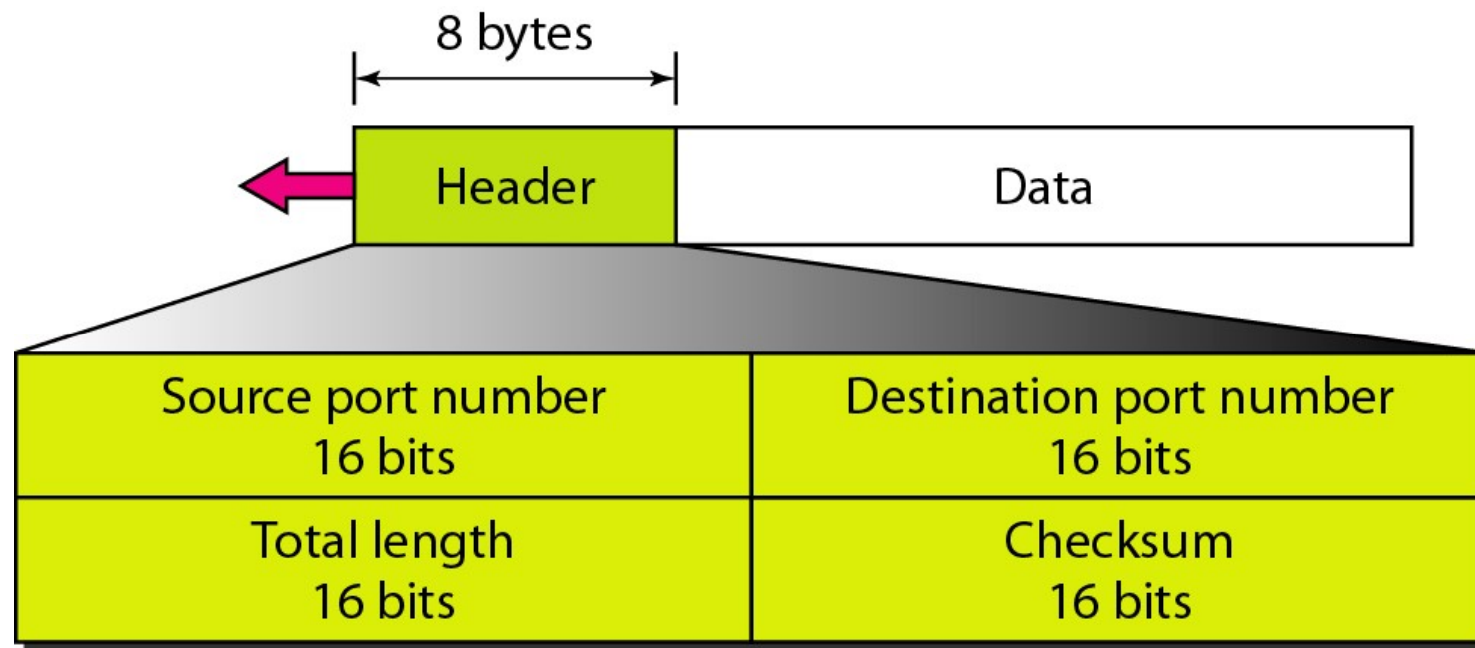 8 bytes
Header
Data
Source port number
16 bits
Destination port number
16 bits
Total length
16 bits
Checksum
16 bits